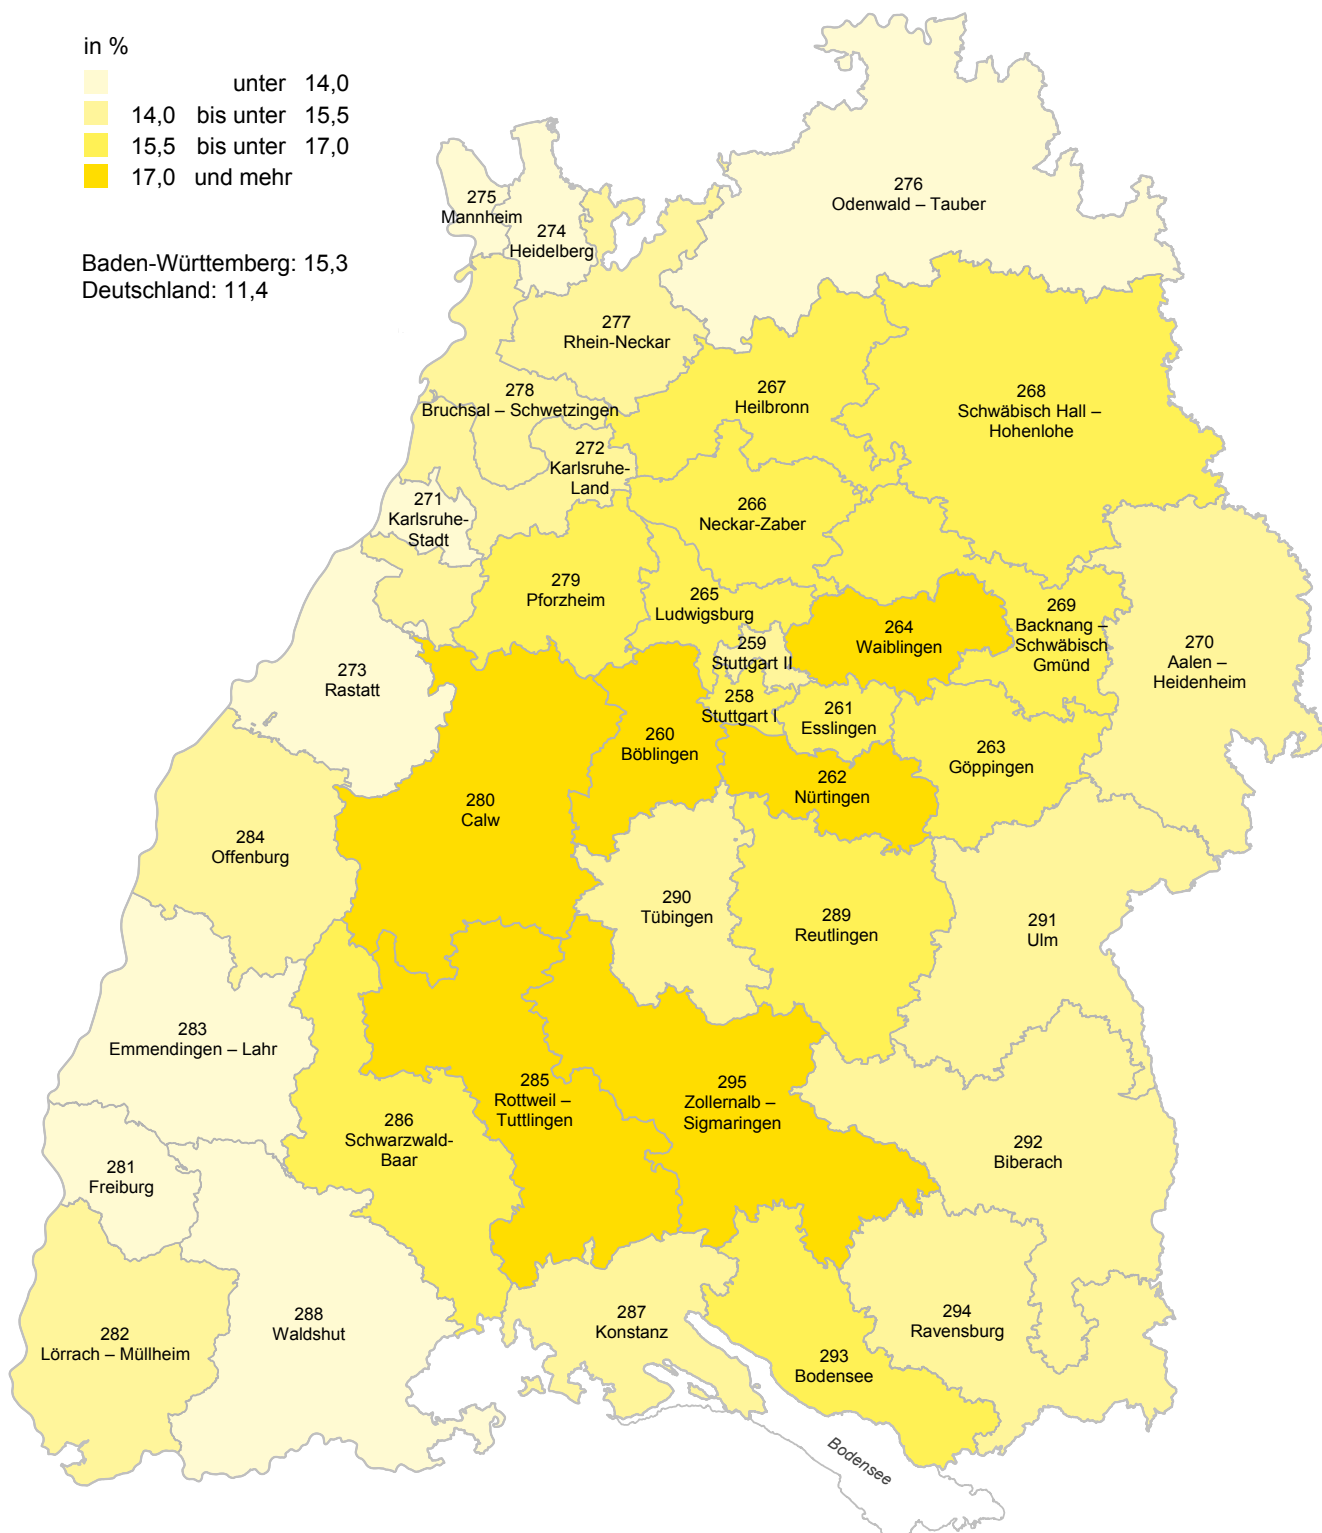 in %
unter 14,0
14,0 bis unter 15,5
15,5 bis unter 17,0
17,0 und mehr
Baden-Württemberg: 15,3
Deutschland: 11,4
276
Odenwald – Tauber
275
Mannheim
274
Heidelberg
277
Rhein-Neckar
278
Bruchsal – Schwetzingen
267
Heilbronn
268
Schwäbisch Hall –
Hohenlohe
272
Karlsruhe-
Land
271
Karlsruhe-
Stadt
266
Neckar-Zaber
279
Pforzheim
265
Ludwigsburg
264
Waiblingen
269
Backnang –
Schwäbisch
Gmünd
270
Aalen –
Heidenheim
259
Stuttgart II
273
Rastatt
258
Stuttgart I
261
Esslingen
260
Böblingen
263
Göppingen
262
Nürtingen
280
Calw
284
Offenburg
290
Tübingen
289
Reutlingen
291
Ulm
283
Emmendingen – Lahr
285
Rottweil –
Tuttlingen
295
Zollernalb –
Sigmaringen
286
Schwarzwald-
Baar
292
Biberach
281
Freiburg
288
Waldshut
287
Konstanz
294
Ravensburg
282
Lörrach – Müllheim
293
Bodensee
Bodensee